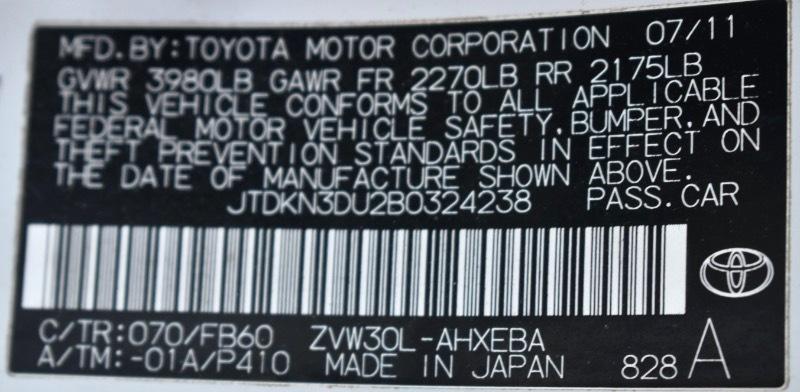 MFD.BY:TOYOTA MOTOR CORPORATION 07/11
GVWR 3980LB GAWR FR 2270LB RR 2175LB
THIS VEHICLE CONFORMS TO ALL APPLICABLE
FEDERAL MOTOR VEHICLE SAFETY,BUMPER,AND
THEFT PREVENTION STANDARDS IN EFFECT ON
THE DATE OF MANUFACTURE SHOWN ABOVE.
JTDKN3DU2B0324238 PASS.CAR
C/TR:070/FB60 ZVW30L-AHXEBA
A/TM:-01A/P410 MADE IN JAPAN 828 A